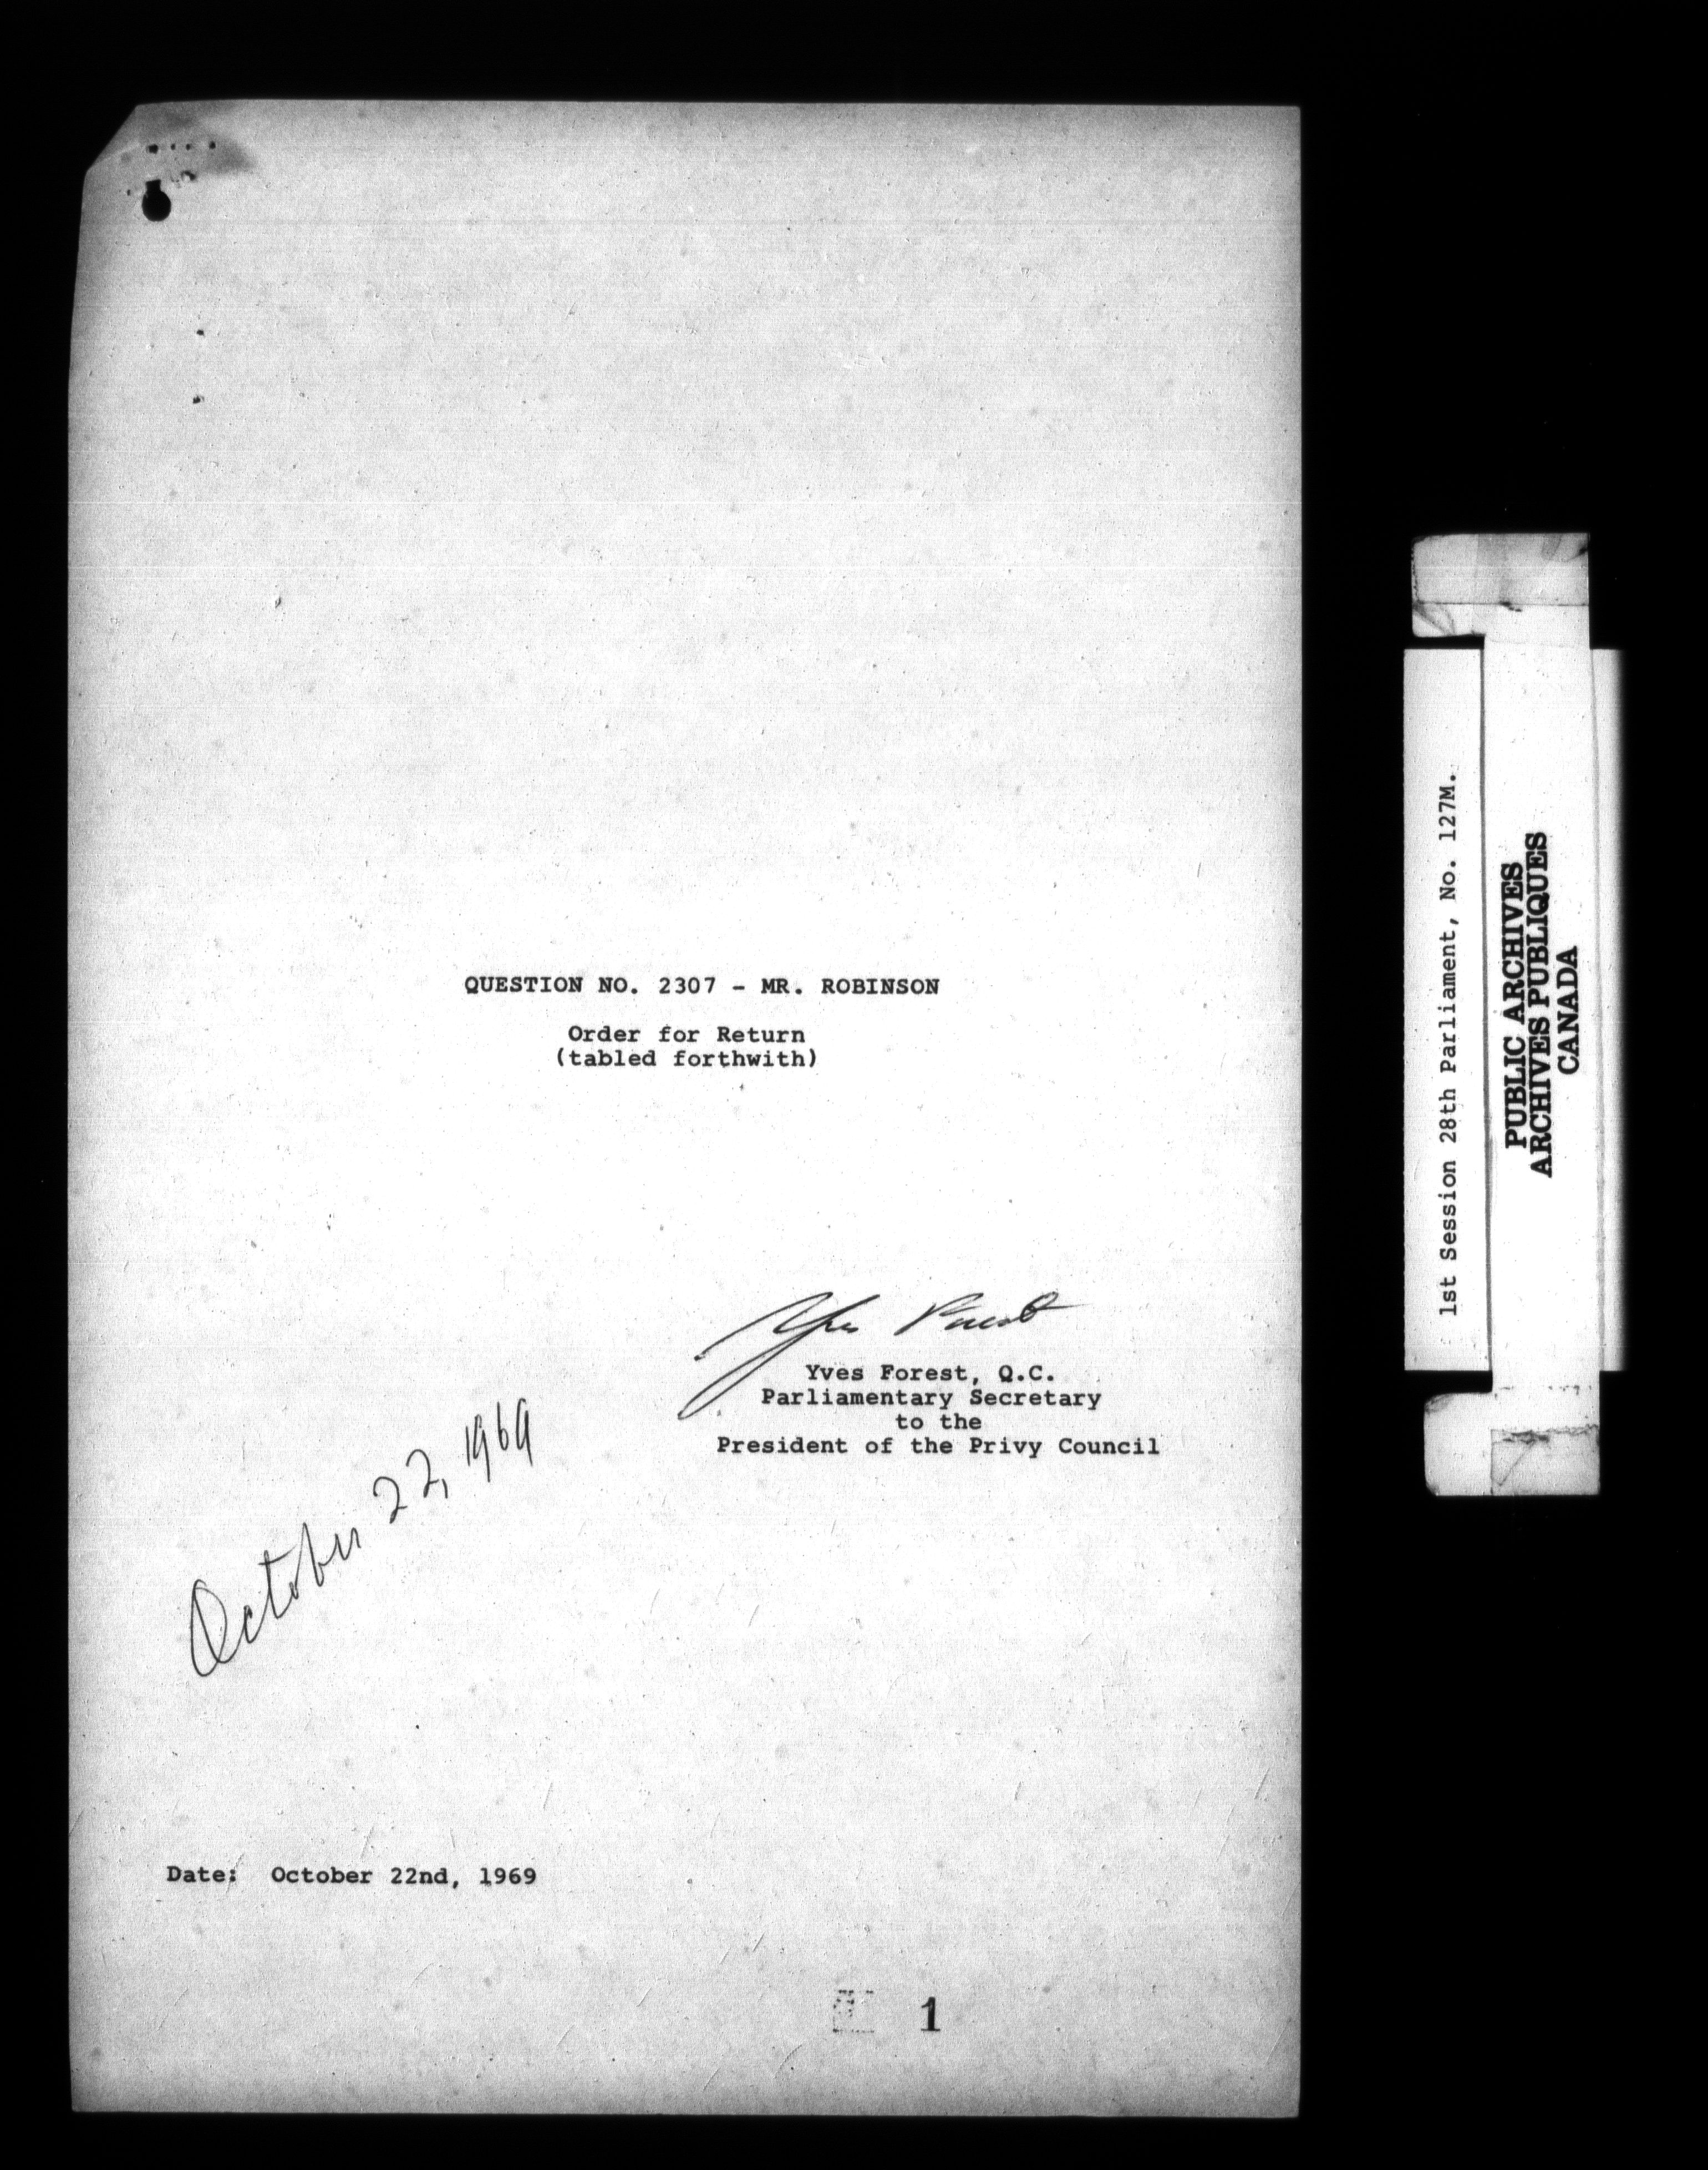 QUESTION NO. 2307 - MR. ROBINSON
Order for Return
(tabled forthwith)
Yves Forest
Yves Forest, Q.C.
Parliamentary Secretary
to the
President of the Privy Council
October 22, 1969
Date: October 22nd, 1969
1
1st Session 28th Parliament, No. 127M.
PUBLIC ARCHIVES
ARCHIVES PUBLIQUES
CANADA